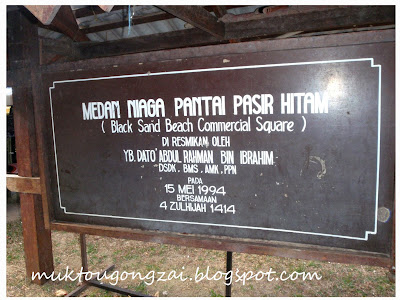 MEDAN NIAGA PANTAI PASIR HITAM
( Black Sand Beach Commercial Square )
DI RESMIKAN OLEH
YB. DATO' ABDUL RAHMAN BIN IBRAHIM
DSDK . BMS . AMK . PPN
PADA
15 MEI 1994
BERSAMAAN
4 ZULHIJAH 1414
muktougongzai.blogspot.com